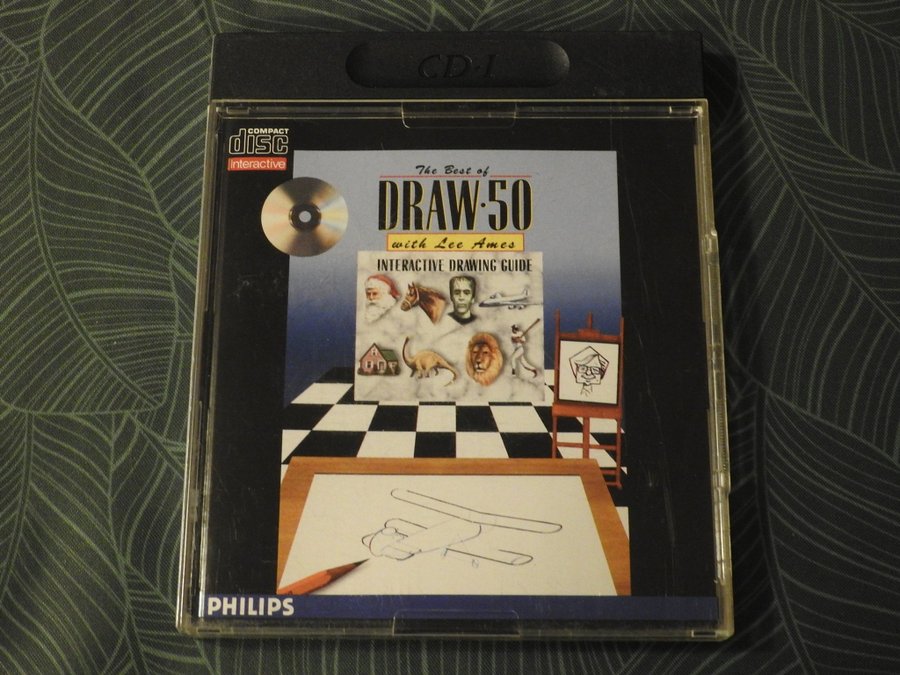 CD-I
COMPACT
disc
Interactive
The Best of
DRAW·50
with Lee Ames
INTERACTIVE DRAWING GUIDE
PHILIPS